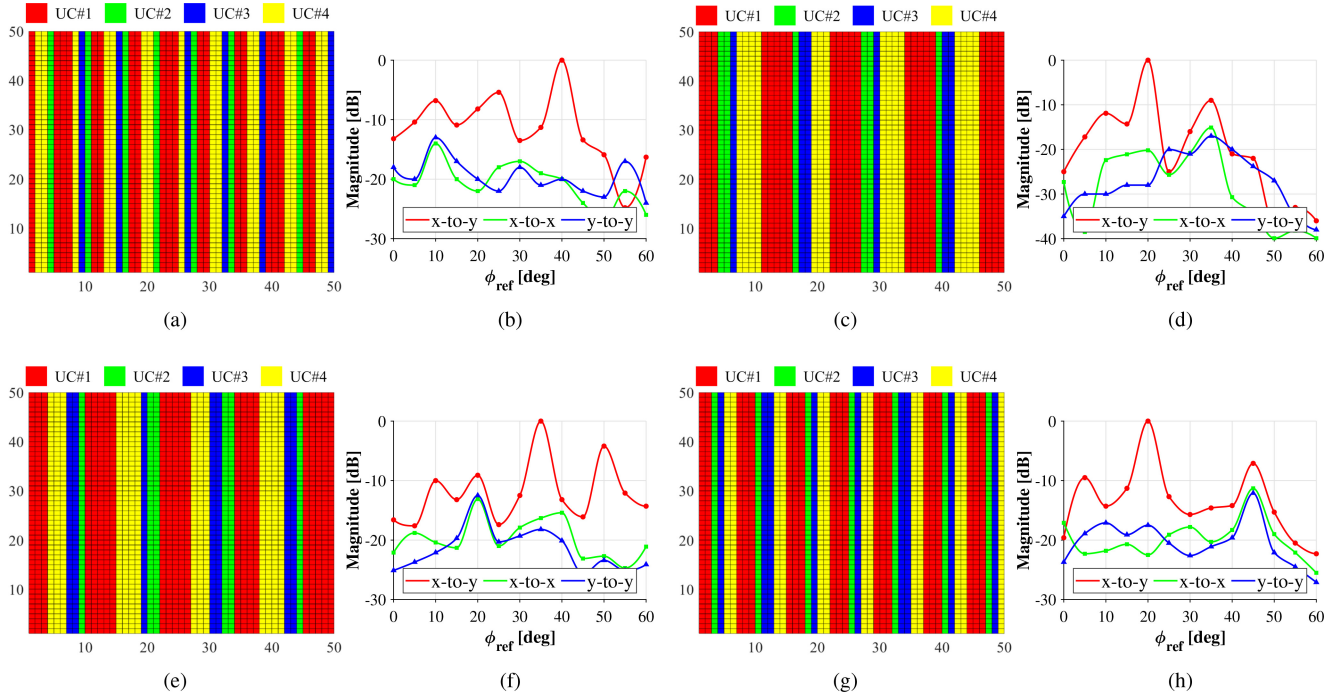 UC#1 UC#2 UC#3 UC#4
50
40
30
20
10
10 20 30 40 50
(a)
Magnitude [dB]
0
-10
-20
-30
x-to-y x-to-x y-to-y
0 10 20 30 40 50 60
ϕref [deg]
(b)
UC#1 UC#2 UC#3 UC#4
50
40
30
20
10
10 20 30 40 50
(c)
Magnitude [dB]
0
-10
-20
-30
-40
x-to-y x-to-x y-to-y
0 10 20 30 40 50 60
ϕref [deg]
(d)
UC#1 UC#2 UC#3 UC#4
50
40
30
20
10
10 20 30 40 50
(e)
Magnitude [dB]
0
-10
-20
-30
x-to-y x-to-x y-to-y
0 10 20 30 40 50 60
ϕref [deg]
(f)
UC#1 UC#2 UC#3 UC#4
50
40
30
20
10
10 20 30 40 50
(g)
Magnitude [dB]
0
-10
-20
-30
x-to-y x-to-x y-to-y
0 10 20 30 40 50 60
ϕref [deg]
(h)